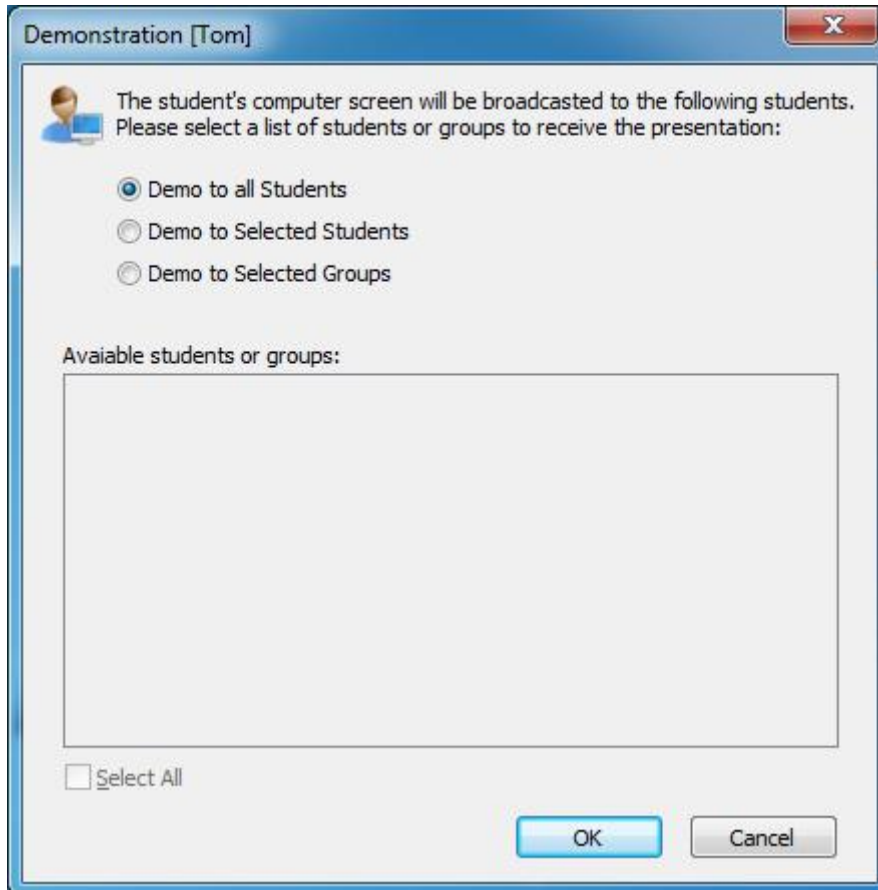 Demonstration [Tom]
The student's computer screen will be broadcasted to the following students.
Please select a list of students or groups to receive the presentation:
Demo to all Students
Demo to Selected Students
Demo to Selected Groups
Avaiable students or groups:
Select All
OK
Cancel